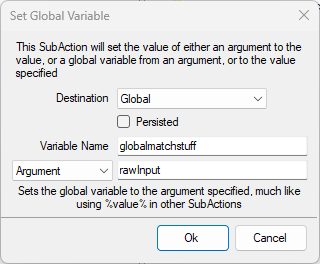 Set Global Variable
This SubAction will set the value of either an argument to the
value, or a global variable from an argument, or to the value
specified
Destination Global
Persisted
Variable Name globalmatchstuff
Argument rawInput
Sets the global variable to the argument specified, much like
using %value% in other SubActions
Ok Cancel